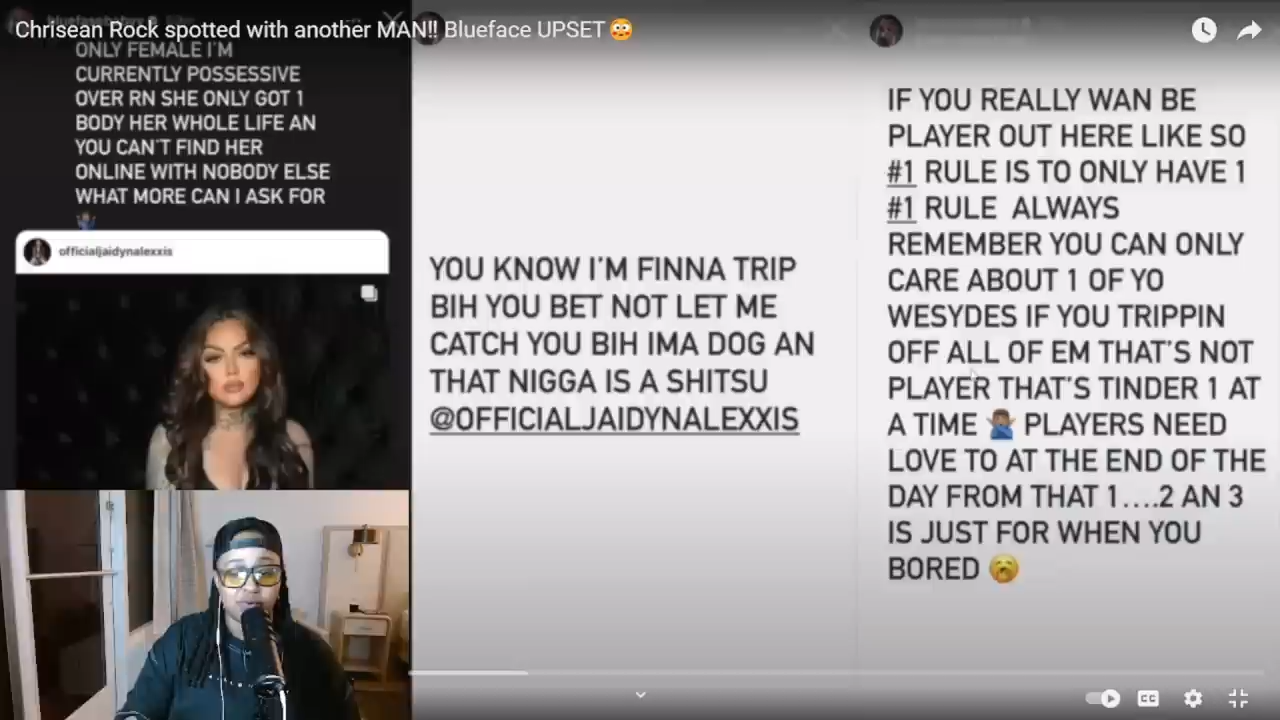 Chrisean Rock spotted with another MAN!! Blueface UPSET😳
ONLY FEMALE I'M
CURRENTLY POSSESSIVE
OVER RN SHE ONLY GOT 1
BODY HER WHOLE LIFE AN
YOU CAN'T FIND HER
ONLINE WITH NOBODY ELSE
WHAT MORE CAN I ASK FOR
🤷🏽‍♂️
officialjaidynalexxis
YOU KNOW I'M FINNA TRIP
BIH YOU BET NOT LET ME
CATCH YOU BIH IMA DOG AN
THAT NIGGA IS A SHITSU
@OFFICIALJAIDYNALEXXIS
IF YOU REALLY WAN BE
PLAYER OUT HERE LIKE SO
#1 RULE IS TO ONLY HAVE 1
#1 RULE ALWAYS
REMEMBER YOU CAN ONLY
CARE ABOUT 1 OF YO
WESYDES IF YOU TRIPPIN
OFF ALL OF EM THAT'S NOT
PLAYER THAT'S TINDER 1 AT
A TIME 🙅🏽‍♂️ PLAYERS NEED
LOVE TO AT THE END OF THE
DAY FROM THAT 1....2 AN 3
IS JUST FOR WHEN YOU
BORED 🥱
CC